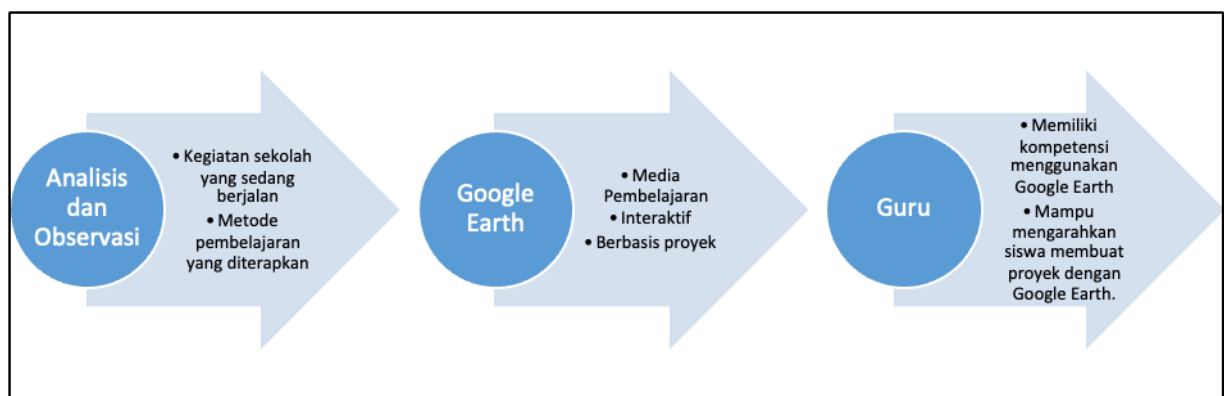 Analisis
dan
Observasi
• Kegiatan sekolah
yang sedang
berjalan
• Metode
pembelajaran
yang diterapkan
Google
Earth
• Media
Pembelajaran
• Interaktif
• Berbasis proyek
Guru
• Memiliki
kompetensi
menggunakan
Google Earth
• Mampu
mengarahkan
siswa membuat
proyek dengan
Google Earth.